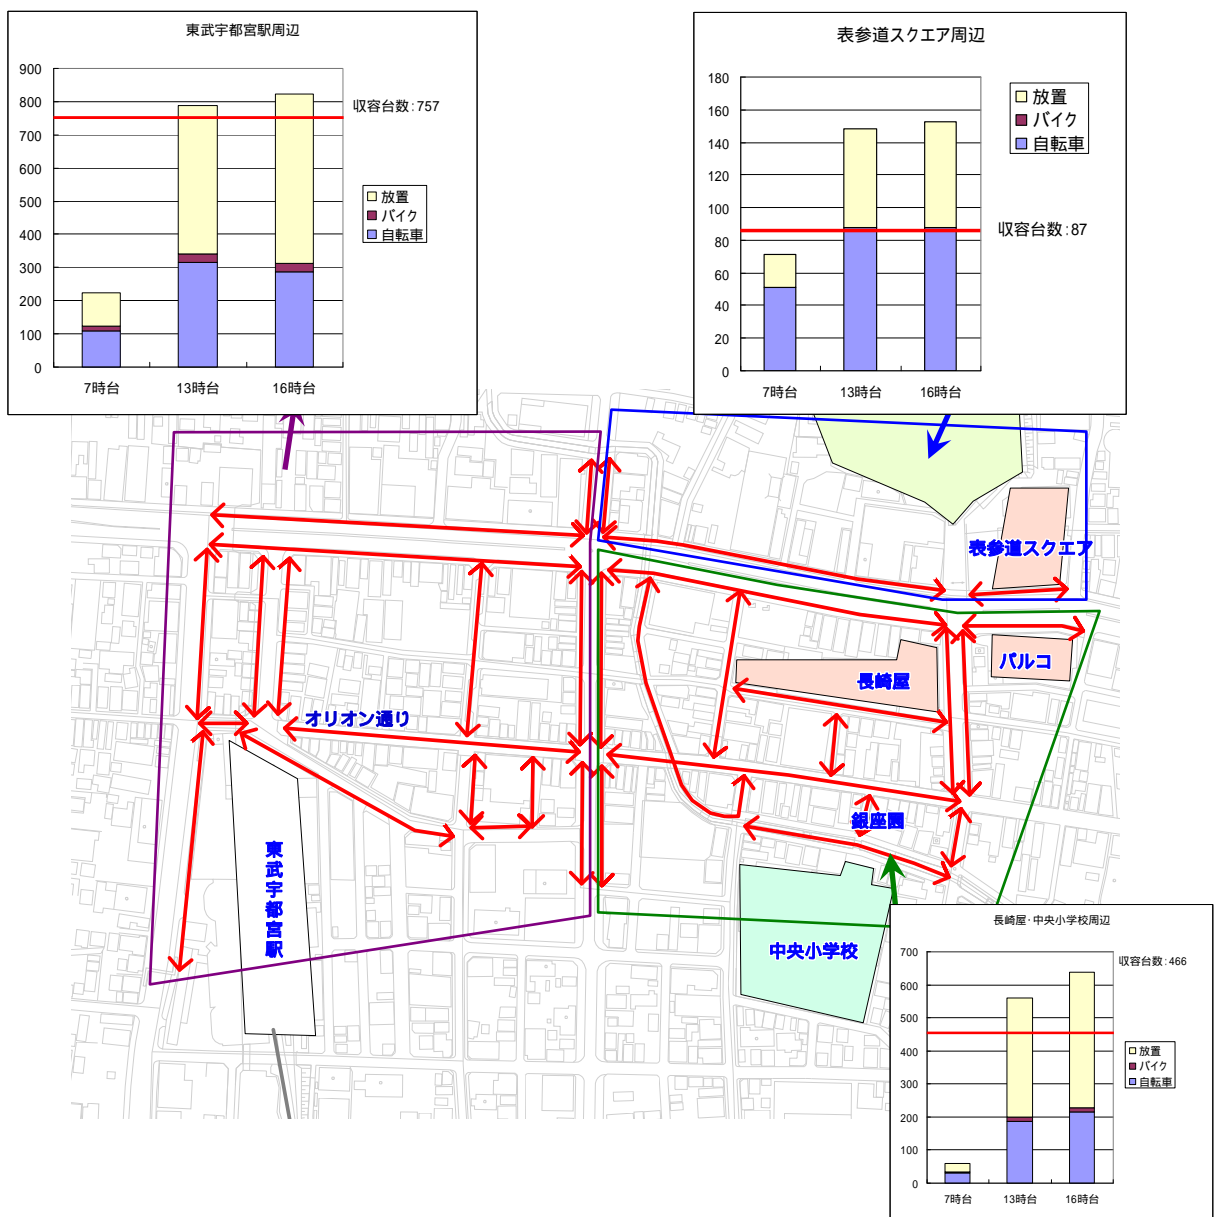 東武宇都宮駅周辺
900
800
700
600
500
400
300
200
100
0
7時台
13時台
16時台
収容台数:757
放置
バイク
自転車
表参道スクエア周辺
180
160
140
120
100
80
60
40
20
0
7時台
13時台
16時台
放置
バイク
自転車
収容台数:87
表参道スクエア
パルコ
長崎屋
オリオン通り
銀座園
東武宇都宮駅
中央小学校
長崎屋・中央小学校周辺
700
600
500
400
300
200
100
0
7時台
13時台
16時台
収容台数:466
放置
バイク
自転車